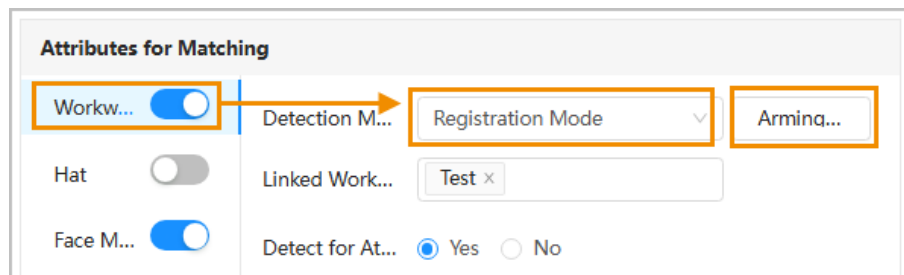 Attributes for Matching
Workw...
Detection M... Registration Mode Arming...
Hat
Linked Work... Test ×
Face M...
Detect for At... Yes No